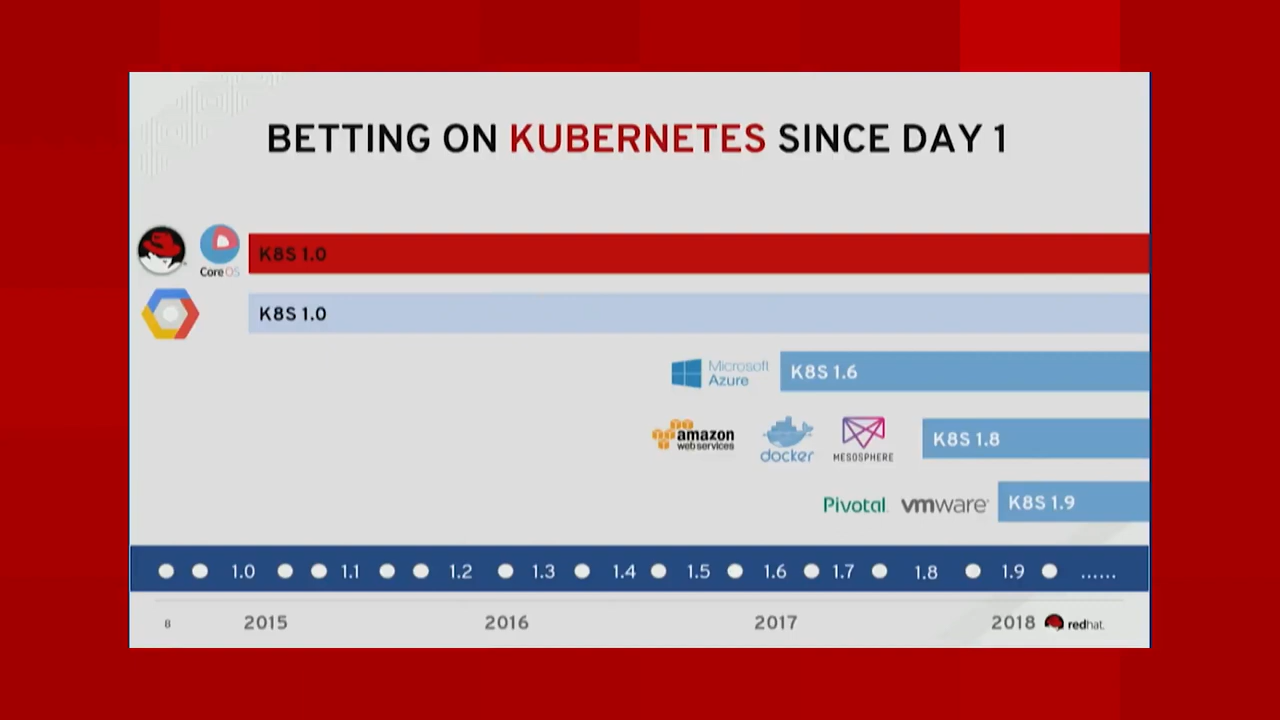 BETTING ON KUBERNETES SINCE DAY 1
CoreOS
K8S 1.0
K8S 1.0
Microsoft
Azure
K8S 1.6
amazon
webservices
docker
MESOSPHERE
K8S 1.8
Pivotal
vmware
K8S 1.9
1.0 1.1 1.2 1.3 1.4 1.5 1.6 1.7 1.8 1.9 ......
8 2015 2016 2017 2018 redhat.